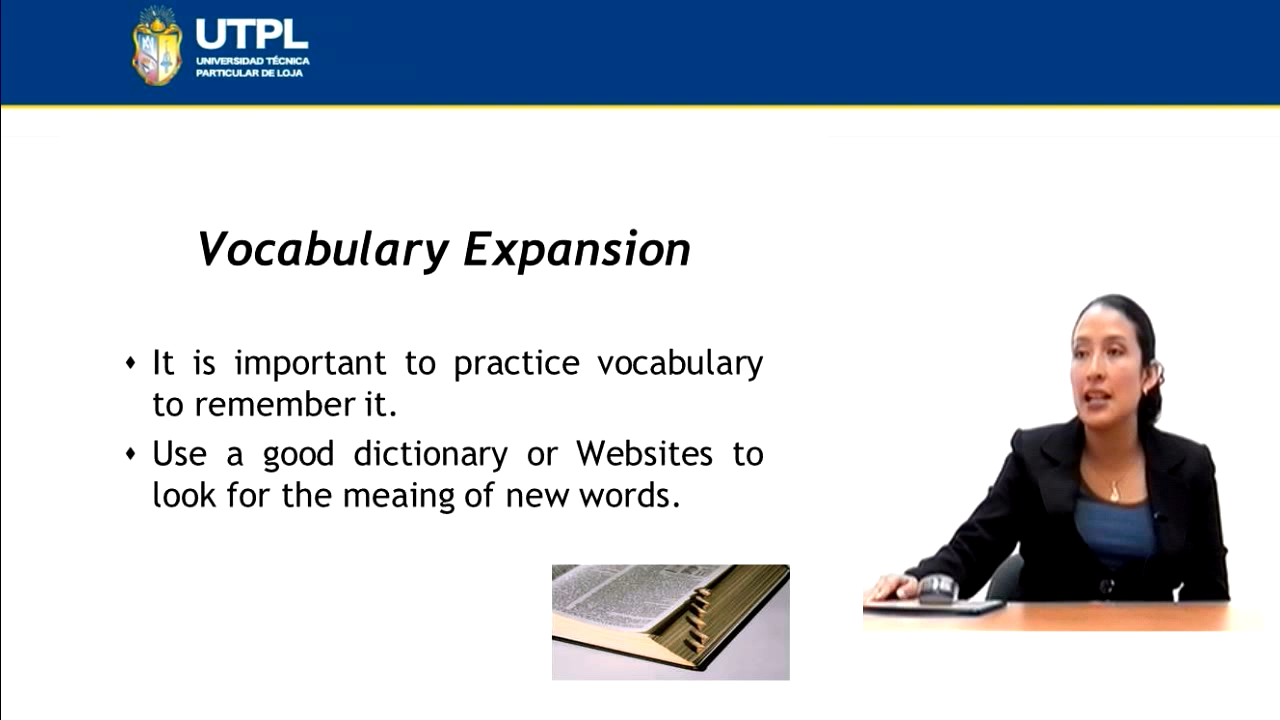 UTPL
UNIVERSIDAD TÉCNICA
PARTICULAR DE LOJA
Vocabulary Expansion
It is important to practice vocabulary
to remember it.
Use a good dictionary or Websites to
look for the meaing of new words.